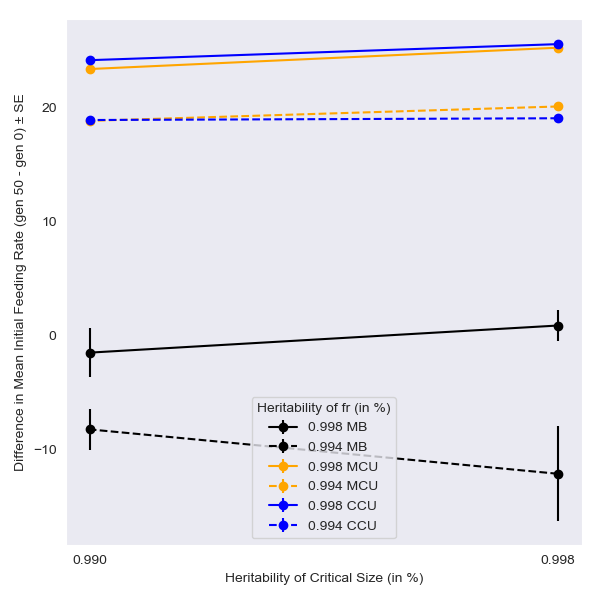 Difference in Mean Initial Feeding Rate (gen 50 - gen 0) ± SE
20
10
0
−10
Heritability of fr (in %)
0.998 MB
0.994 MB
0.998 MCU
0.994 MCU
0.998 CCU
0.994 CCU
0.990
0.998
Heritability of Critical Size (in %)